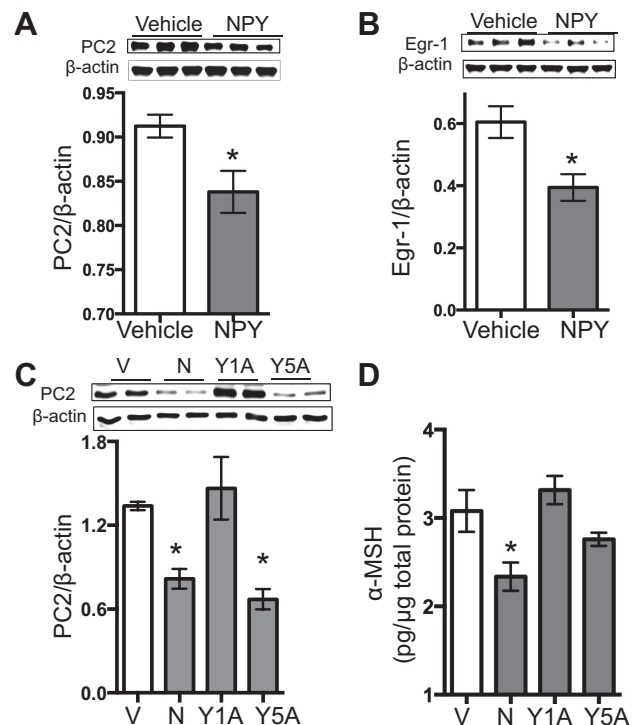 A
Vehicle NPY
PC2
β-actin
0.95
0.90
0.85
0.80
0.75
0.70
PC2/β-actin
*
Vehicle NPY
B
Vehicle NPY
Egr-1
β-actin
0.6
0.4
0.2
0.0
Egr-1/β-actin
*
Vehicle NPY
C
V N Y1A Y5A
PC2
β-actin
1.8
1.2
0.6
0.0
PC2/β-actin
*
*
V N Y1A Y5A
D
4
3
2
1
α-MSH
(pg/µg total protein)
*
V N Y1A Y5A